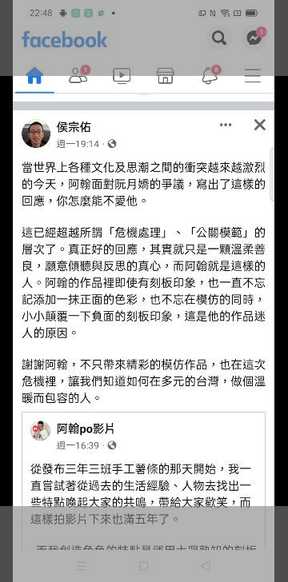 22:48
facebook
侯宗佑
週一19:14
當世界上各種文化及思潮之間的衝突越來越激烈
的今天，阿翰面對阮月嬌的爭議，寫出了這樣的
回應，你怎麼能不愛他。
這已經超越所謂「危機處理」、「公關模範」的
層次了。真正好的回應，其實就只是一顆溫柔善
良，願意傾聽與反思的真心，而阿翰就是這樣的
人。阿翰的作品裡即使有刻板印象，也一直不忘
記添加一抹正面的色彩，也不忘在模仿的同時，
小小顛覆一下負面的刻板印象，這是他的作品迷
人的原因。
謝謝阿翰，不只帶來精彩的模仿作品，也在這次
危機裡，讓我們知道如何在多元的台灣，做個溫
暖而包容的人。
阿翰po影片
週一16:39
從發布三年三班手工薯條的那天開始，我一
直嘗試著從過去的生活經驗、人物去找出一
些特點喚起大家的共鳴，帶給大家歡笑，而
這樣拍影片下來也滿五年了。